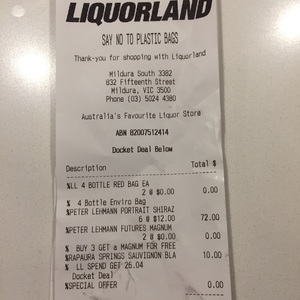 LIQUORLAND
SAY NO TO PLASTIC BAGS
Thank-you for shopping with Liquorland
Mildura South 3382
832 Fifteenth Street
Mildura, VIC 3500
Phone (03) 5024 4380
Australia's Favourite Liquor Store
ABN 82007512414
Docket Deal Below
Description Total $
%LL 4 BOTTLE RED BAG EA
2 @ $0.00 0.00
% 4 Bottle Enviro Bag
%PETER LEHMANN PORTRAIT SHIRAZ
6 @ $12.00 72.00
%PETER LEHMANN FUTURES MAGNUM
2 @ $0.00 0.00
% BUY 3 GET a MAGNUM FOR FREE
%RAPAURA SPRINGS SAUVIGNON BLA 10.00
% LL SPEND GET 26.04
Docket Deal
%SPECIAL OFFER 0.00